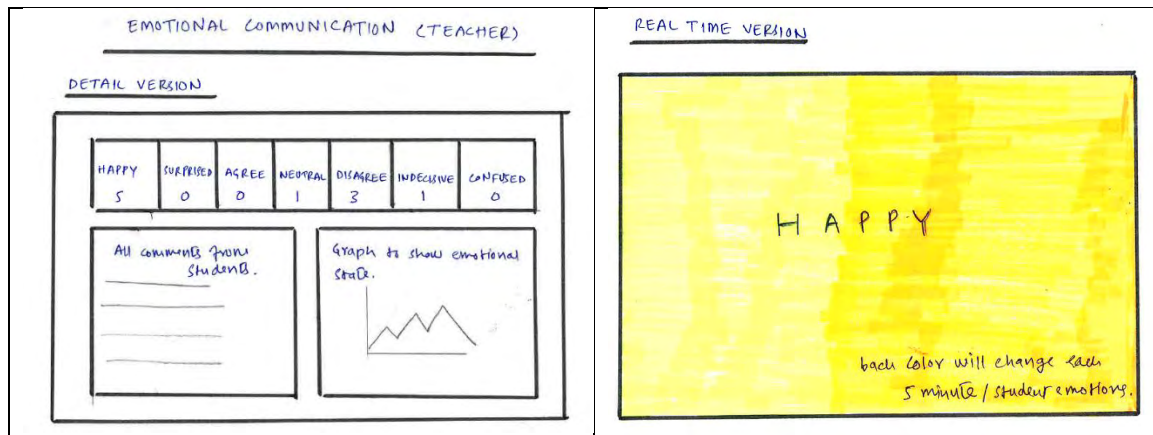 EMOTIONAL COMMUNICATION (TEACHER)
DETAIL VERSION
HAPPY SURPRISED AGREE NEUTRAL DISAGREE INDECISIVE CONFUSED
5 0 0 1 3 1 0
All comments from
students.
Graph to show emotional
state.
REAL TIME VERSION
HAPPY
back color will change each
5 minute/student emotions.